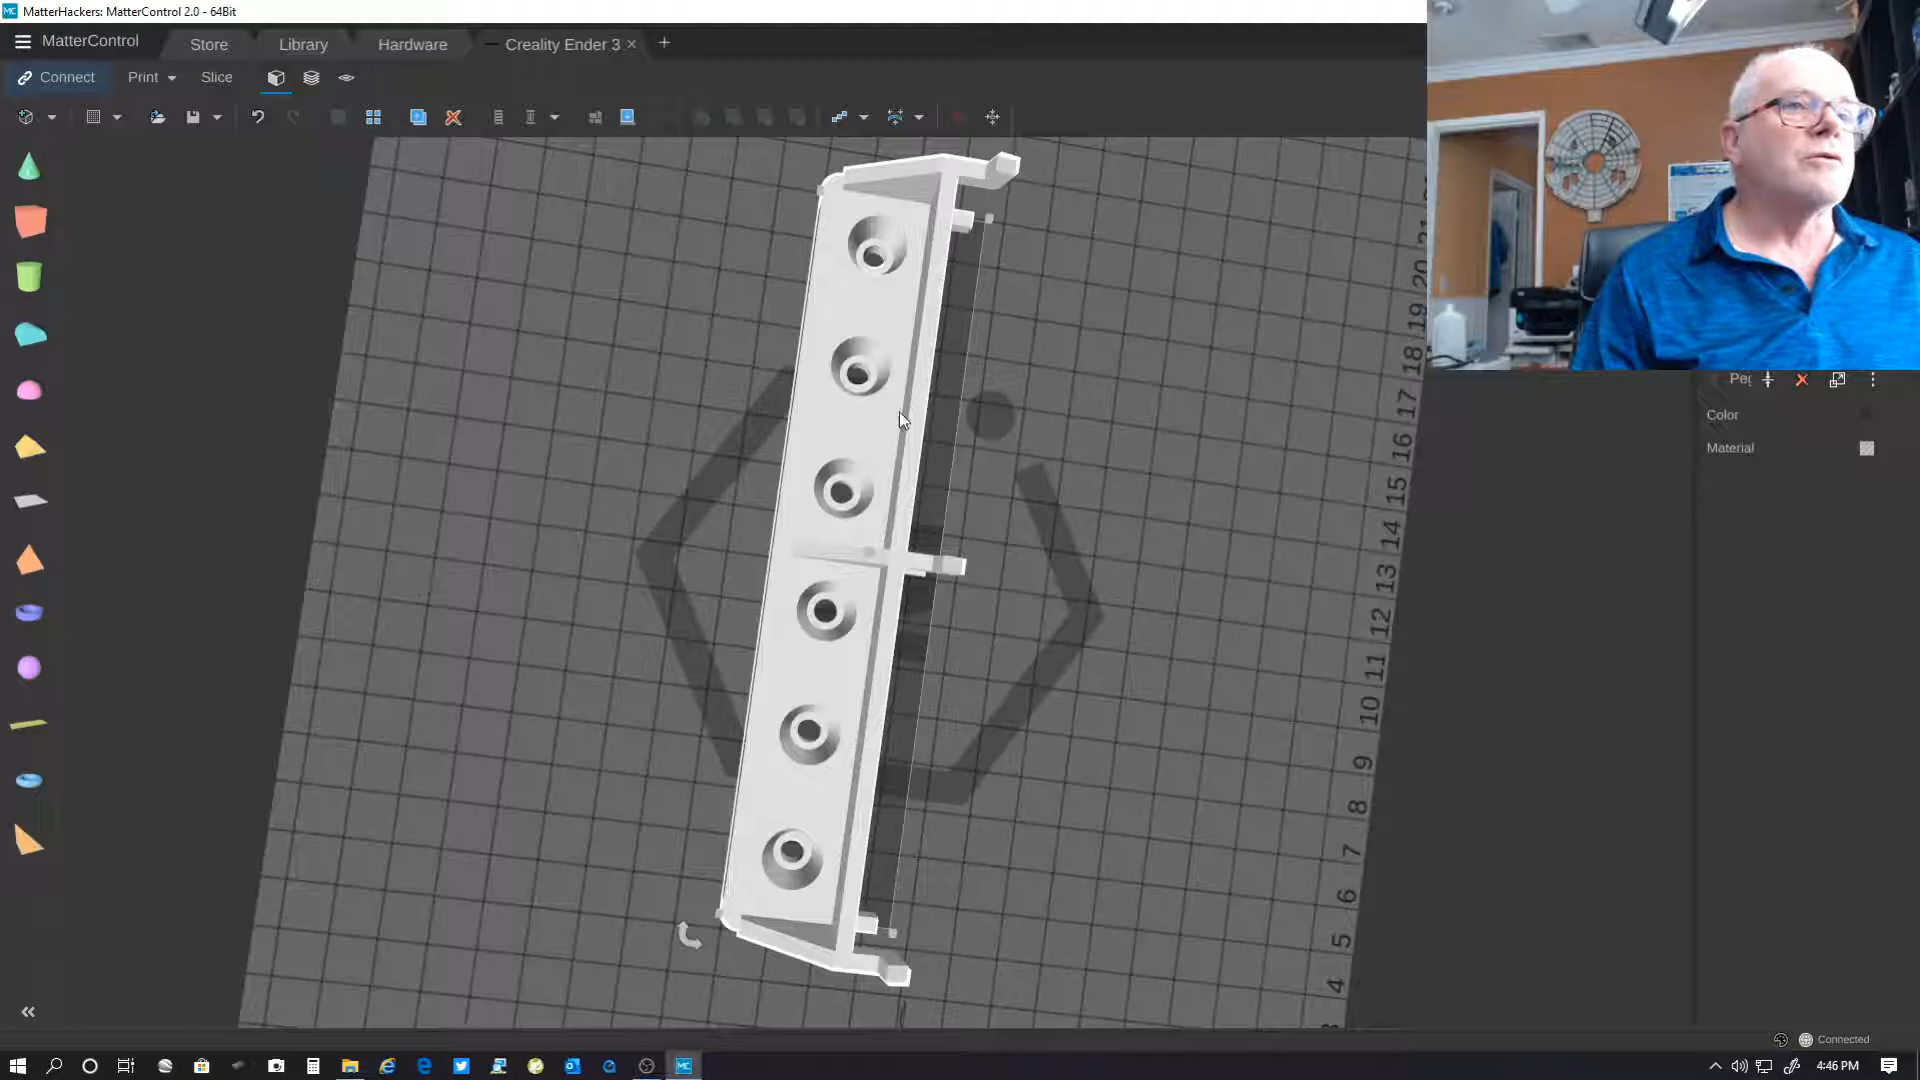 MatterHackers: MatterControl 2.0 - 64Bit
MatterControl
Store
Library
Hardware
Creality Ender 3
Connect
Print
Slice
Color
Material
20
19
18
17
16
15
14
13
12
11
10
9
8
7
6
5
4
Connected
4:46 PM